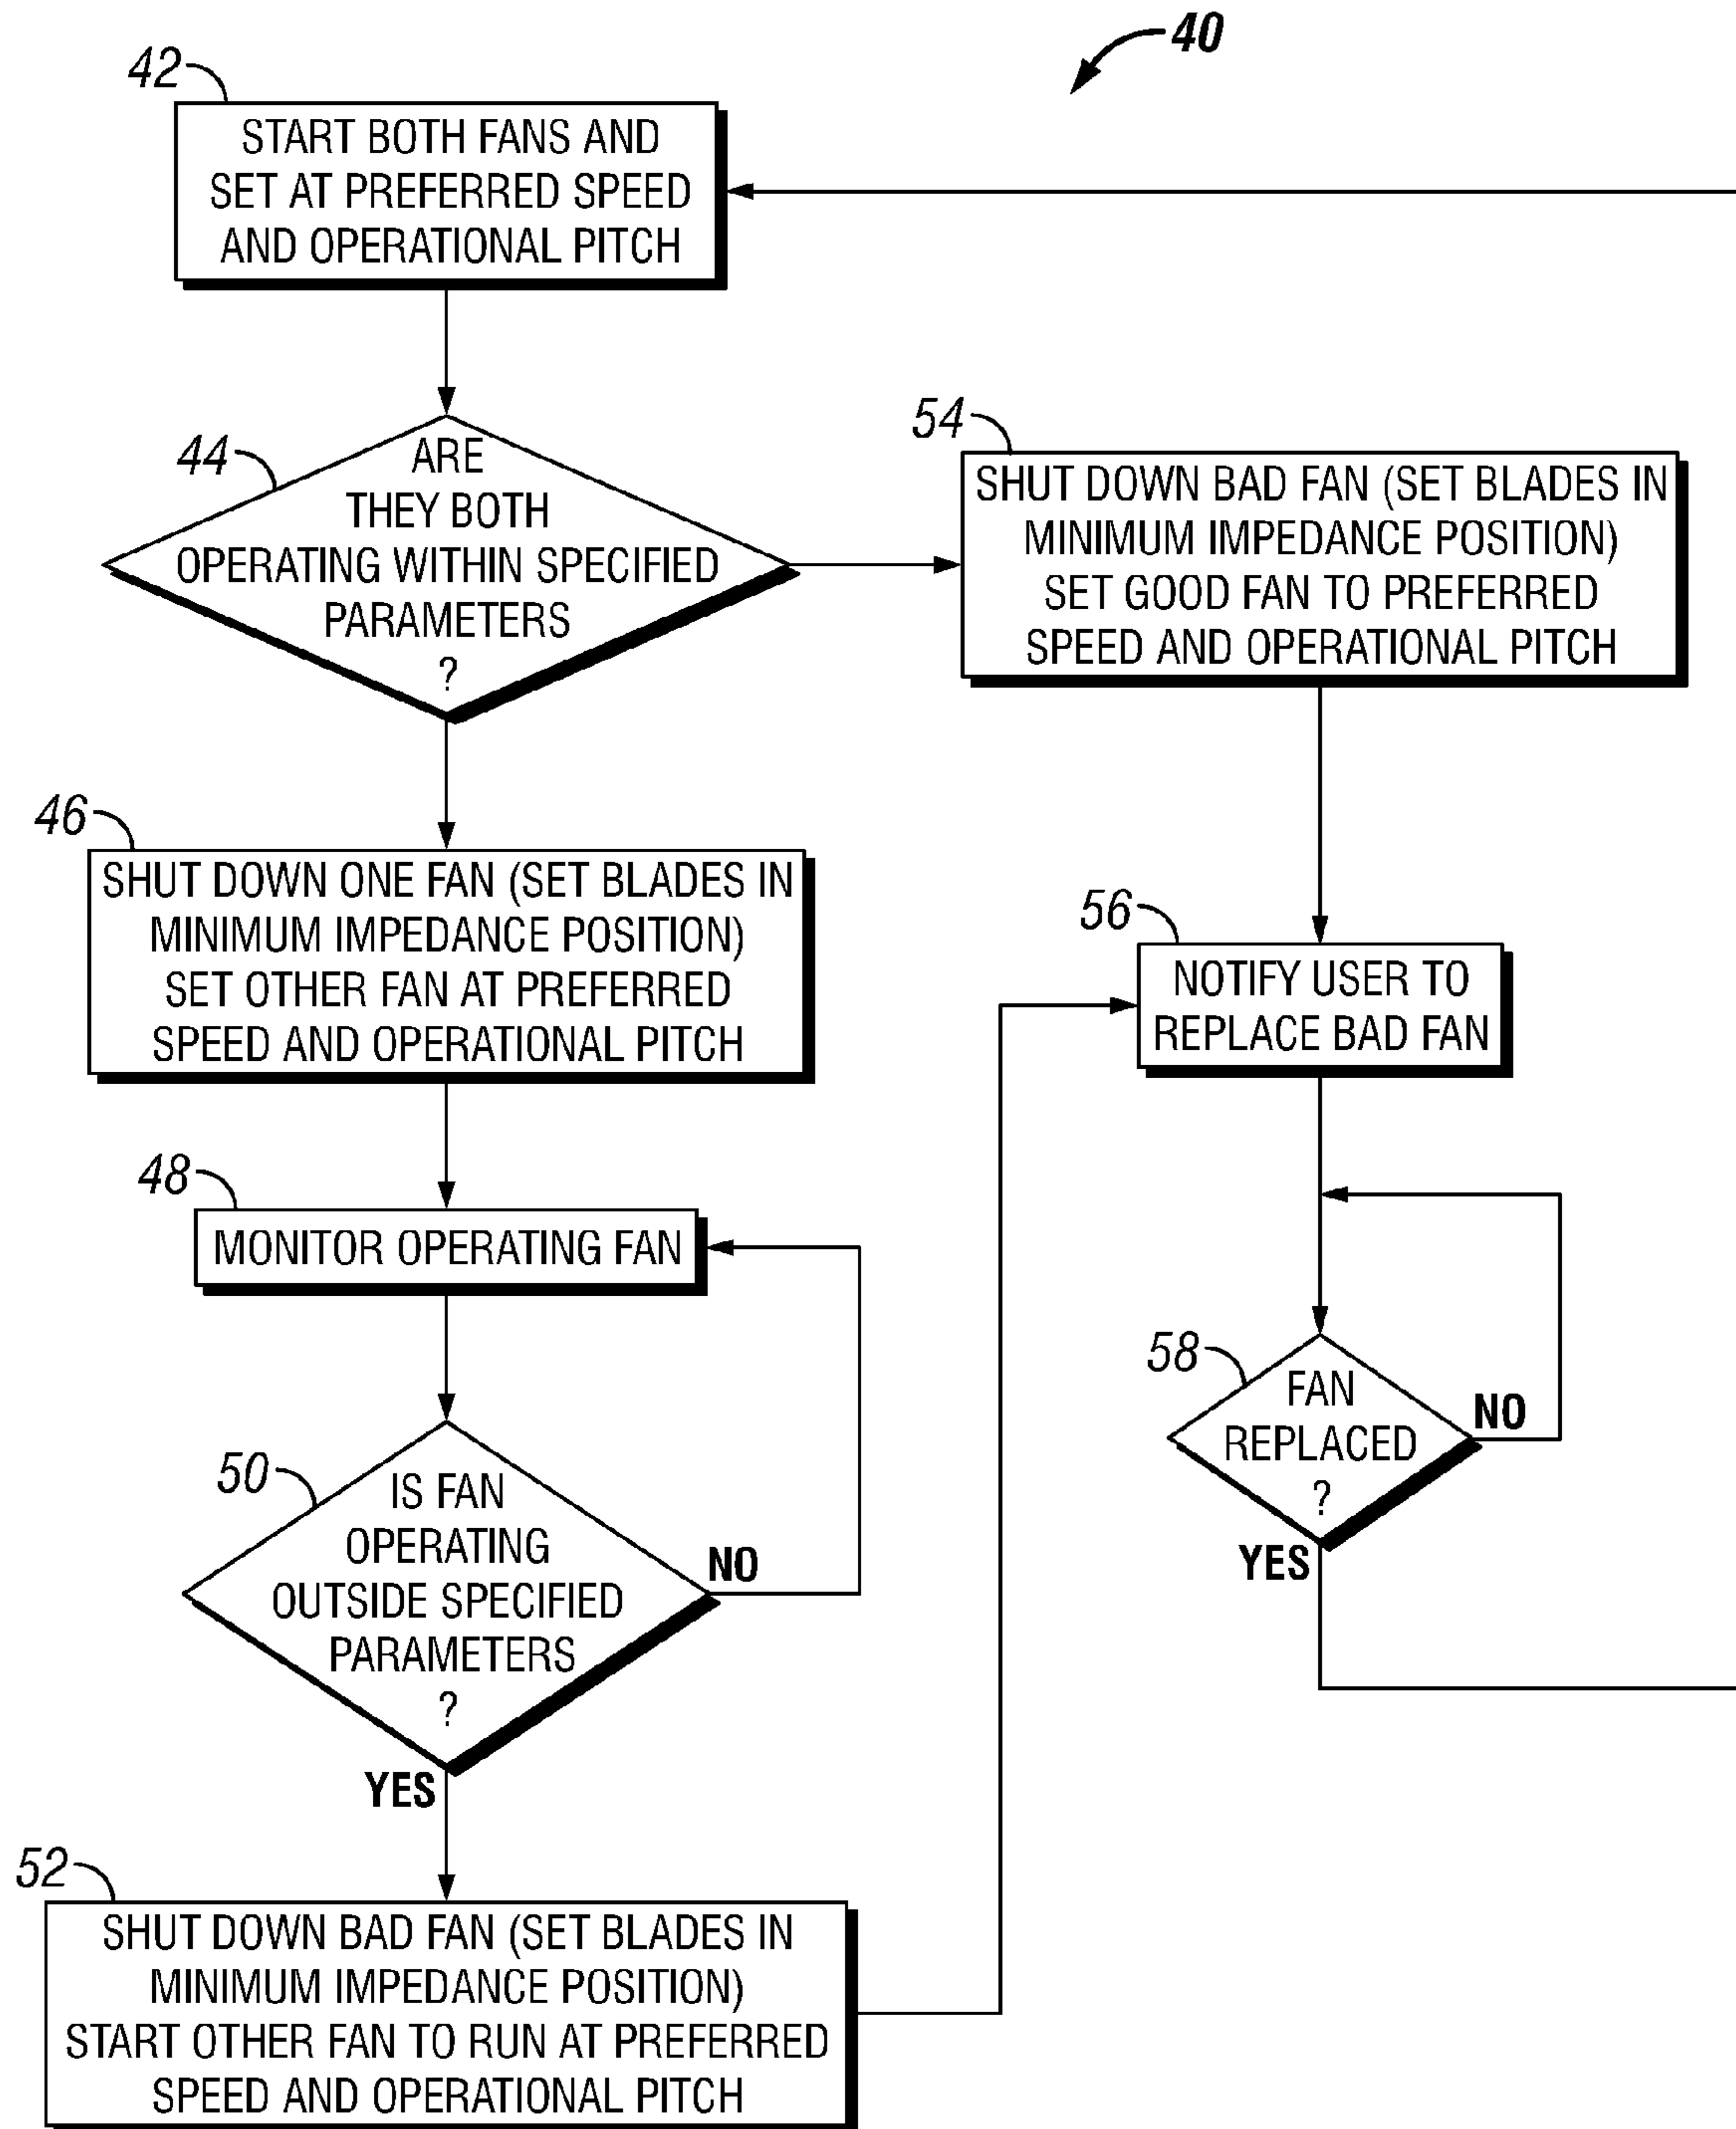 40
42
START BOTH FANS AND
SET AT PREFERRED SPEED
AND OPERATIONAL PITCH
44
ARE
THEY BOTH
OPERATING WITHIN SPECIFIED
PARAMETERS
?
46
SHUT DOWN ONE FAN (SET BLADES IN
MINIMUM IMPEDANCE POSITION)
SET OTHER FAN AT PREFERRED
SPEED AND OPERATIONAL PITCH
48
MONITOR OPERATING FAN
50
IS FAN
OPERATING
OUTSIDE SPECIFIED
PARAMETERS
?
NO
YES
52
SHUT DOWN BAD FAN (SET BLADES IN
MINIMUM IMPEDANCE POSITION)
START OTHER FAN TO RUN AT PREFERRED
SPEED AND OPERATIONAL PITCH
54
SHUT DOWN BAD FAN (SET BLADES IN
MINIMUM IMPEDANCE POSITION)
SET GOOD FAN TO PREFERRED
SPEED AND OPERATIONAL PITCH
56
NOTIFY USER TO
REPLACE BAD FAN
58
FAN
REPLACED
?
NO
YES